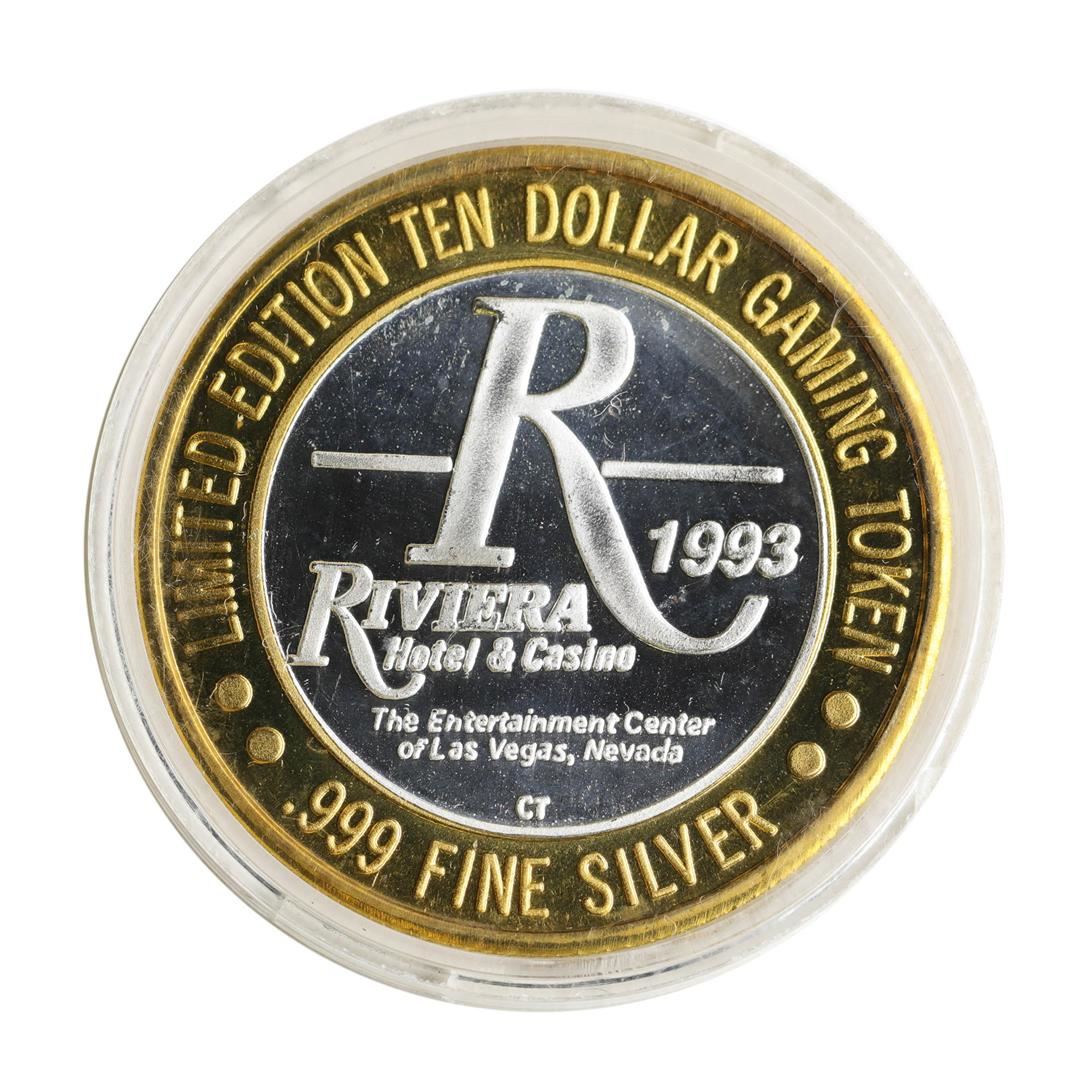 LIMITED EDITION TEN DOLLAR GAMING TOKEN
R
1993
RIVIERA
Hotel & Casino
The Entertainment Center
of Las Vegas, Nevada
CT
.999 FINE SILVER